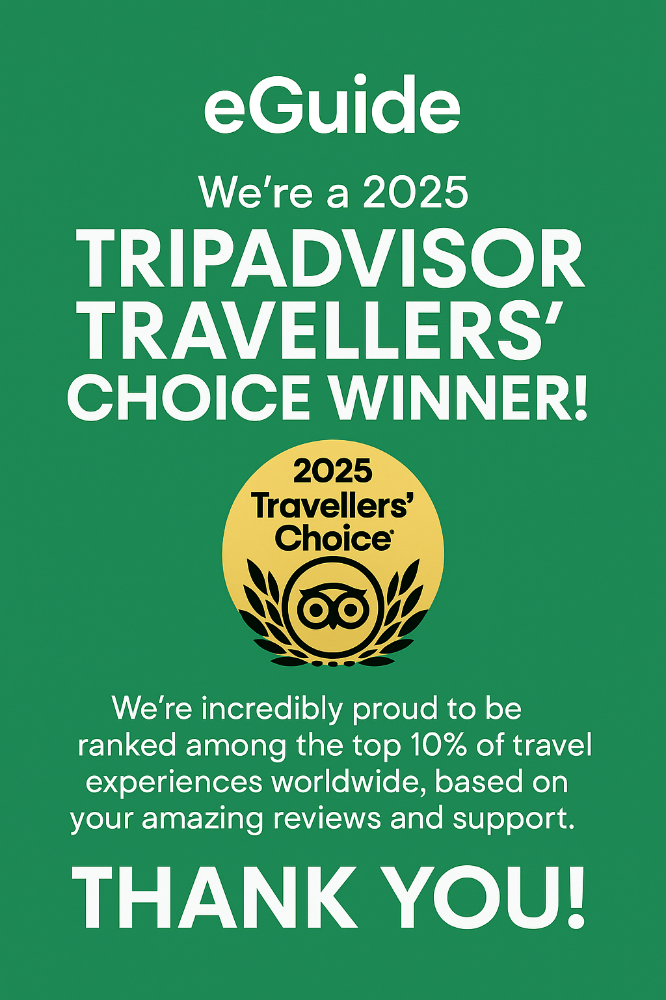 eGuide
We're a 2025
TRIPADVISOR
TRAVELLERS'
CHOICE WINNER!
2025
Travellers'
Choice®
We're incredibly proud to be
ranked among the top 10% of travel
experiences worldwide, based on
your amazing reviews and support.
THANK YOU!